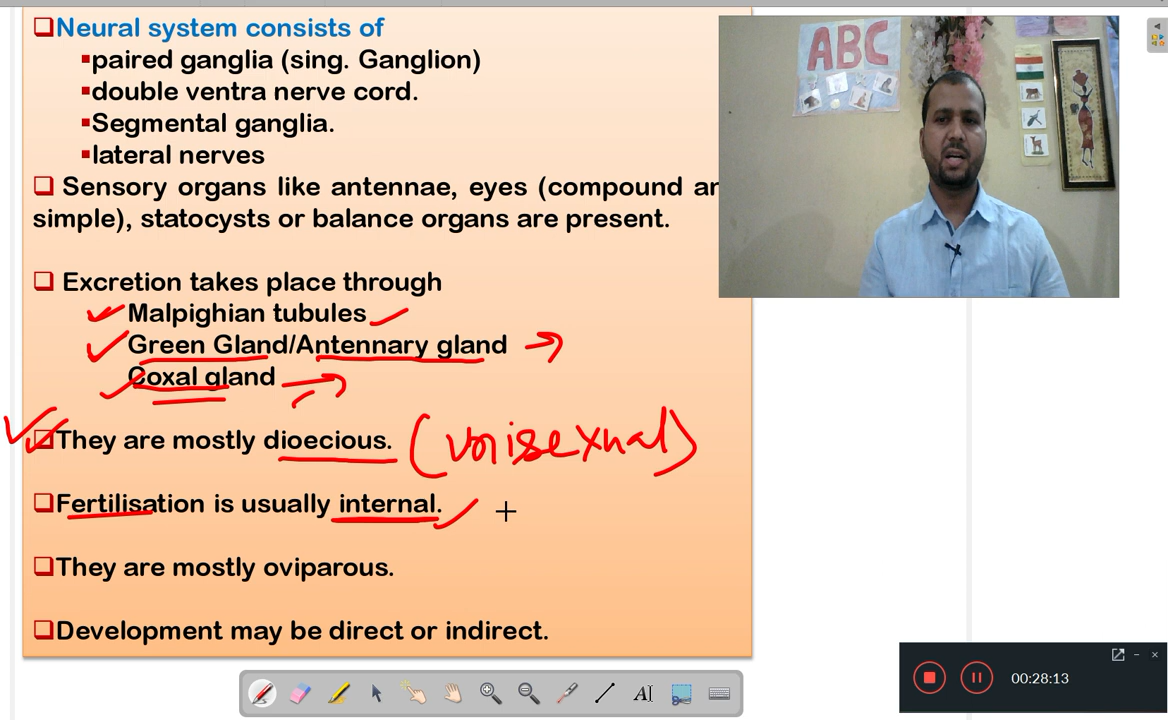 Neural system consists of
paired ganglia (sing. Ganglion)
double ventra nerve cord.
Segmental ganglia.
lateral nerves
Sensory organs like antennae, eyes (compound ar
simple), statocysts or balance organs are present.
Excretion takes place through
Malpighian tubules
Green Gland/Antennary gland
Coxal gland
They are mostly dioecious. (unisexual)
Fertilisation is usually internal.
They are mostly oviparous.
Development may be direct or indirect.
ABC
00:28:13